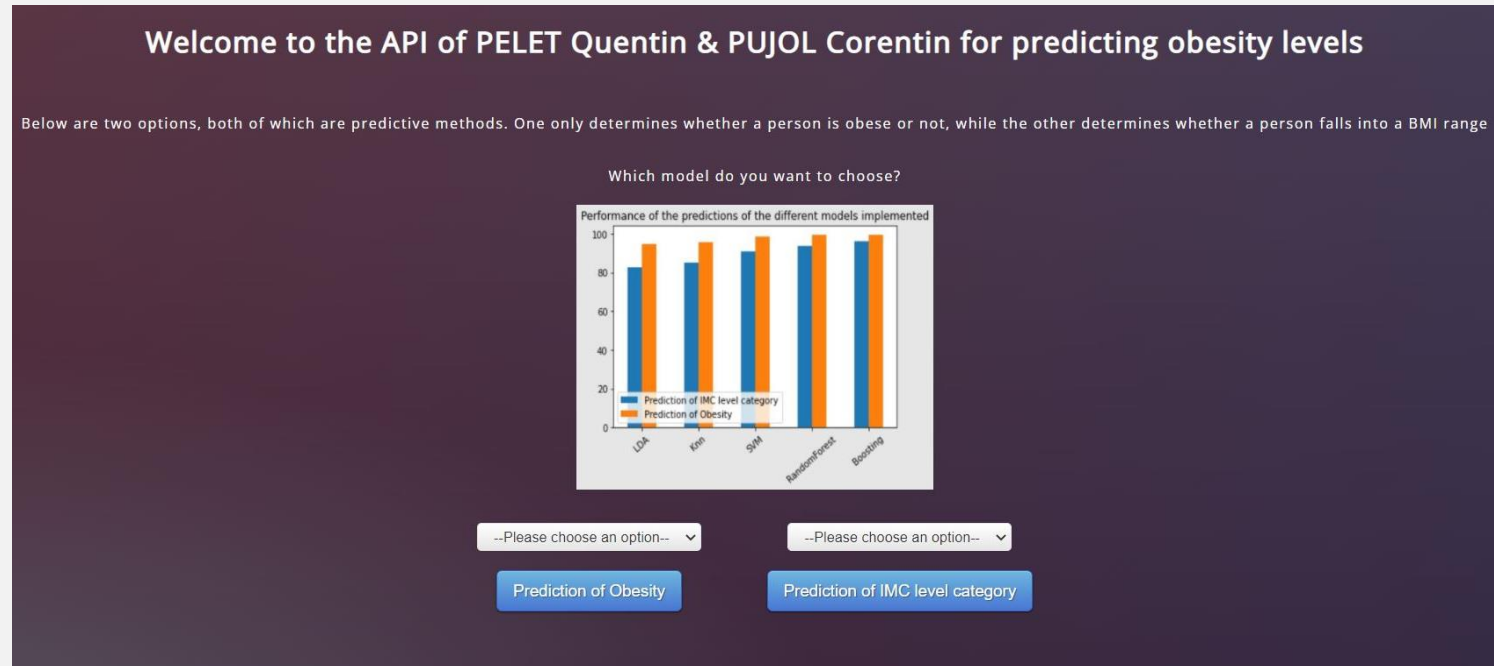 Welcome to the API of PELET Quentin & PUJOL Corentin for predicting obesity levels
Below are two options, both of which are predictive methods. One only determines whether a person is obese or not, while the other determines whether a person falls into a BMI range
Which model do you want to choose?
Performance of the predictions of the different models implemented
100
80
60
40
20
0
Prediction of IMC level category
Prediction of Obesity
LDA
Knn
SVM
RandomForest
Boosting
--Please choose an option--
--Please choose an option--
Prediction of Obesity
Prediction of IMC level category